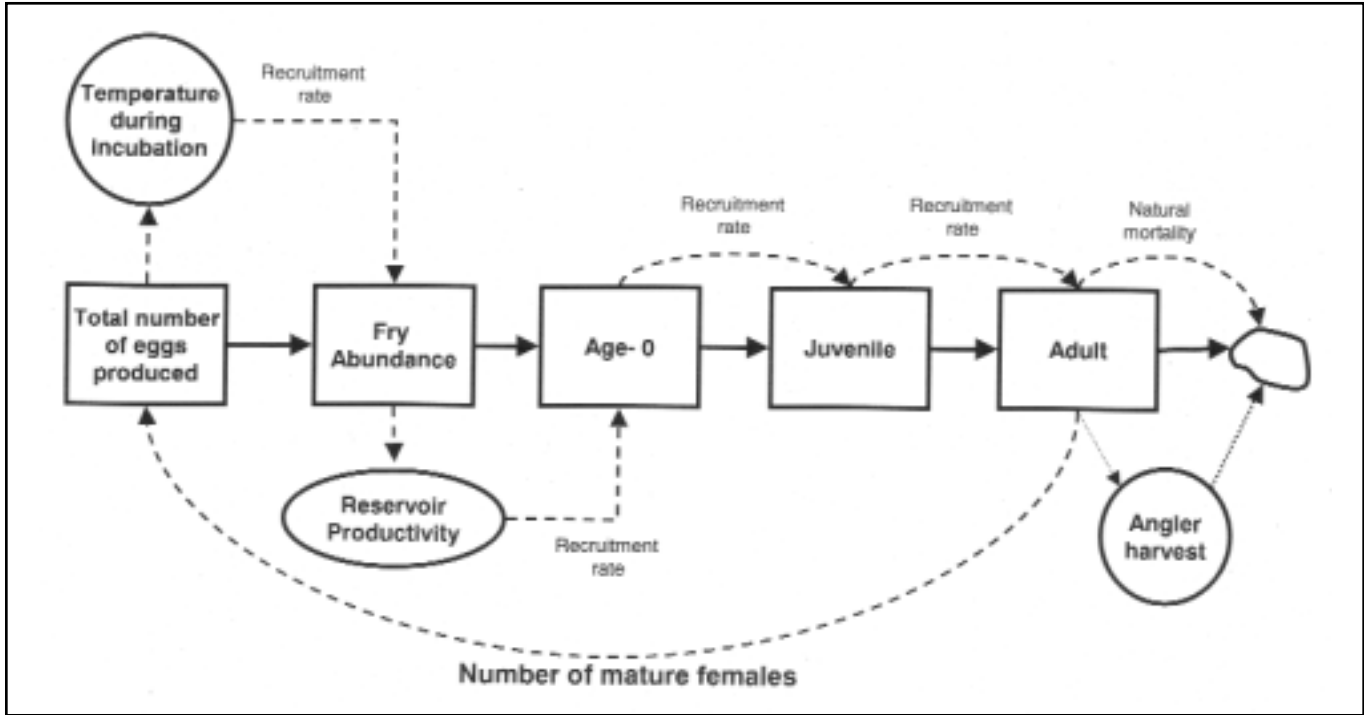 Recruitment
rate
Temperature
during
incubation
Recruitment
rate
Recruitment
rate
Natural
mortality
Total number
of eggs
produced
Fry
Abundance
Age- 0
Juvenile
Adult
Reservoir
Productivity
Recruitment
rate
Angler
harvest
Number of mature females